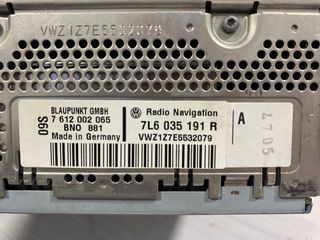 VWZ1Z7E5532079
BLAUPUNKT GMBH
7 612 002 065
BNO 881
Made in Germany
09S
Radio Navigation
7L6 035 191 R
VWZ1Z7E5532079
A
4705